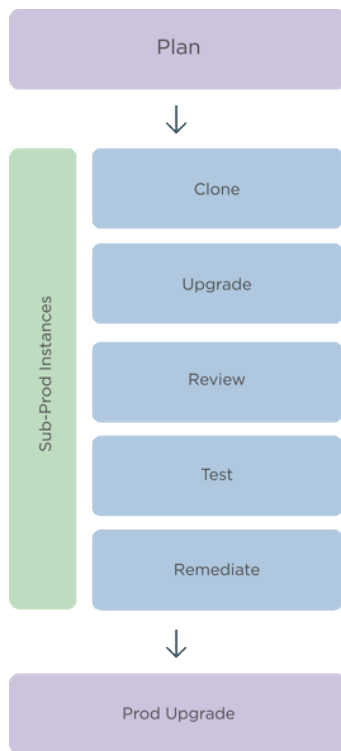 Plan
Sub-Prod Instances
Clone
Upgrade
Review
Test
Remediate
Prod Upgrade